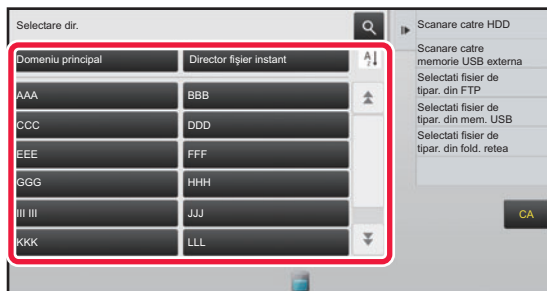 Selectare dir.
Domeniu principal
Director fişier instant
AAA
BBB
CCC
DDD
EEE
FFF
GGG
HHH
III III
JJJ
KKK
LLL
Scanare catre HDD
Scanare catre
memorie USB externa
Selectati fisier de
tipar. din FTP
Selectati fisier de
tipar. din mem. USB
Selectati fisier de
tipar. din fold. retea
CA